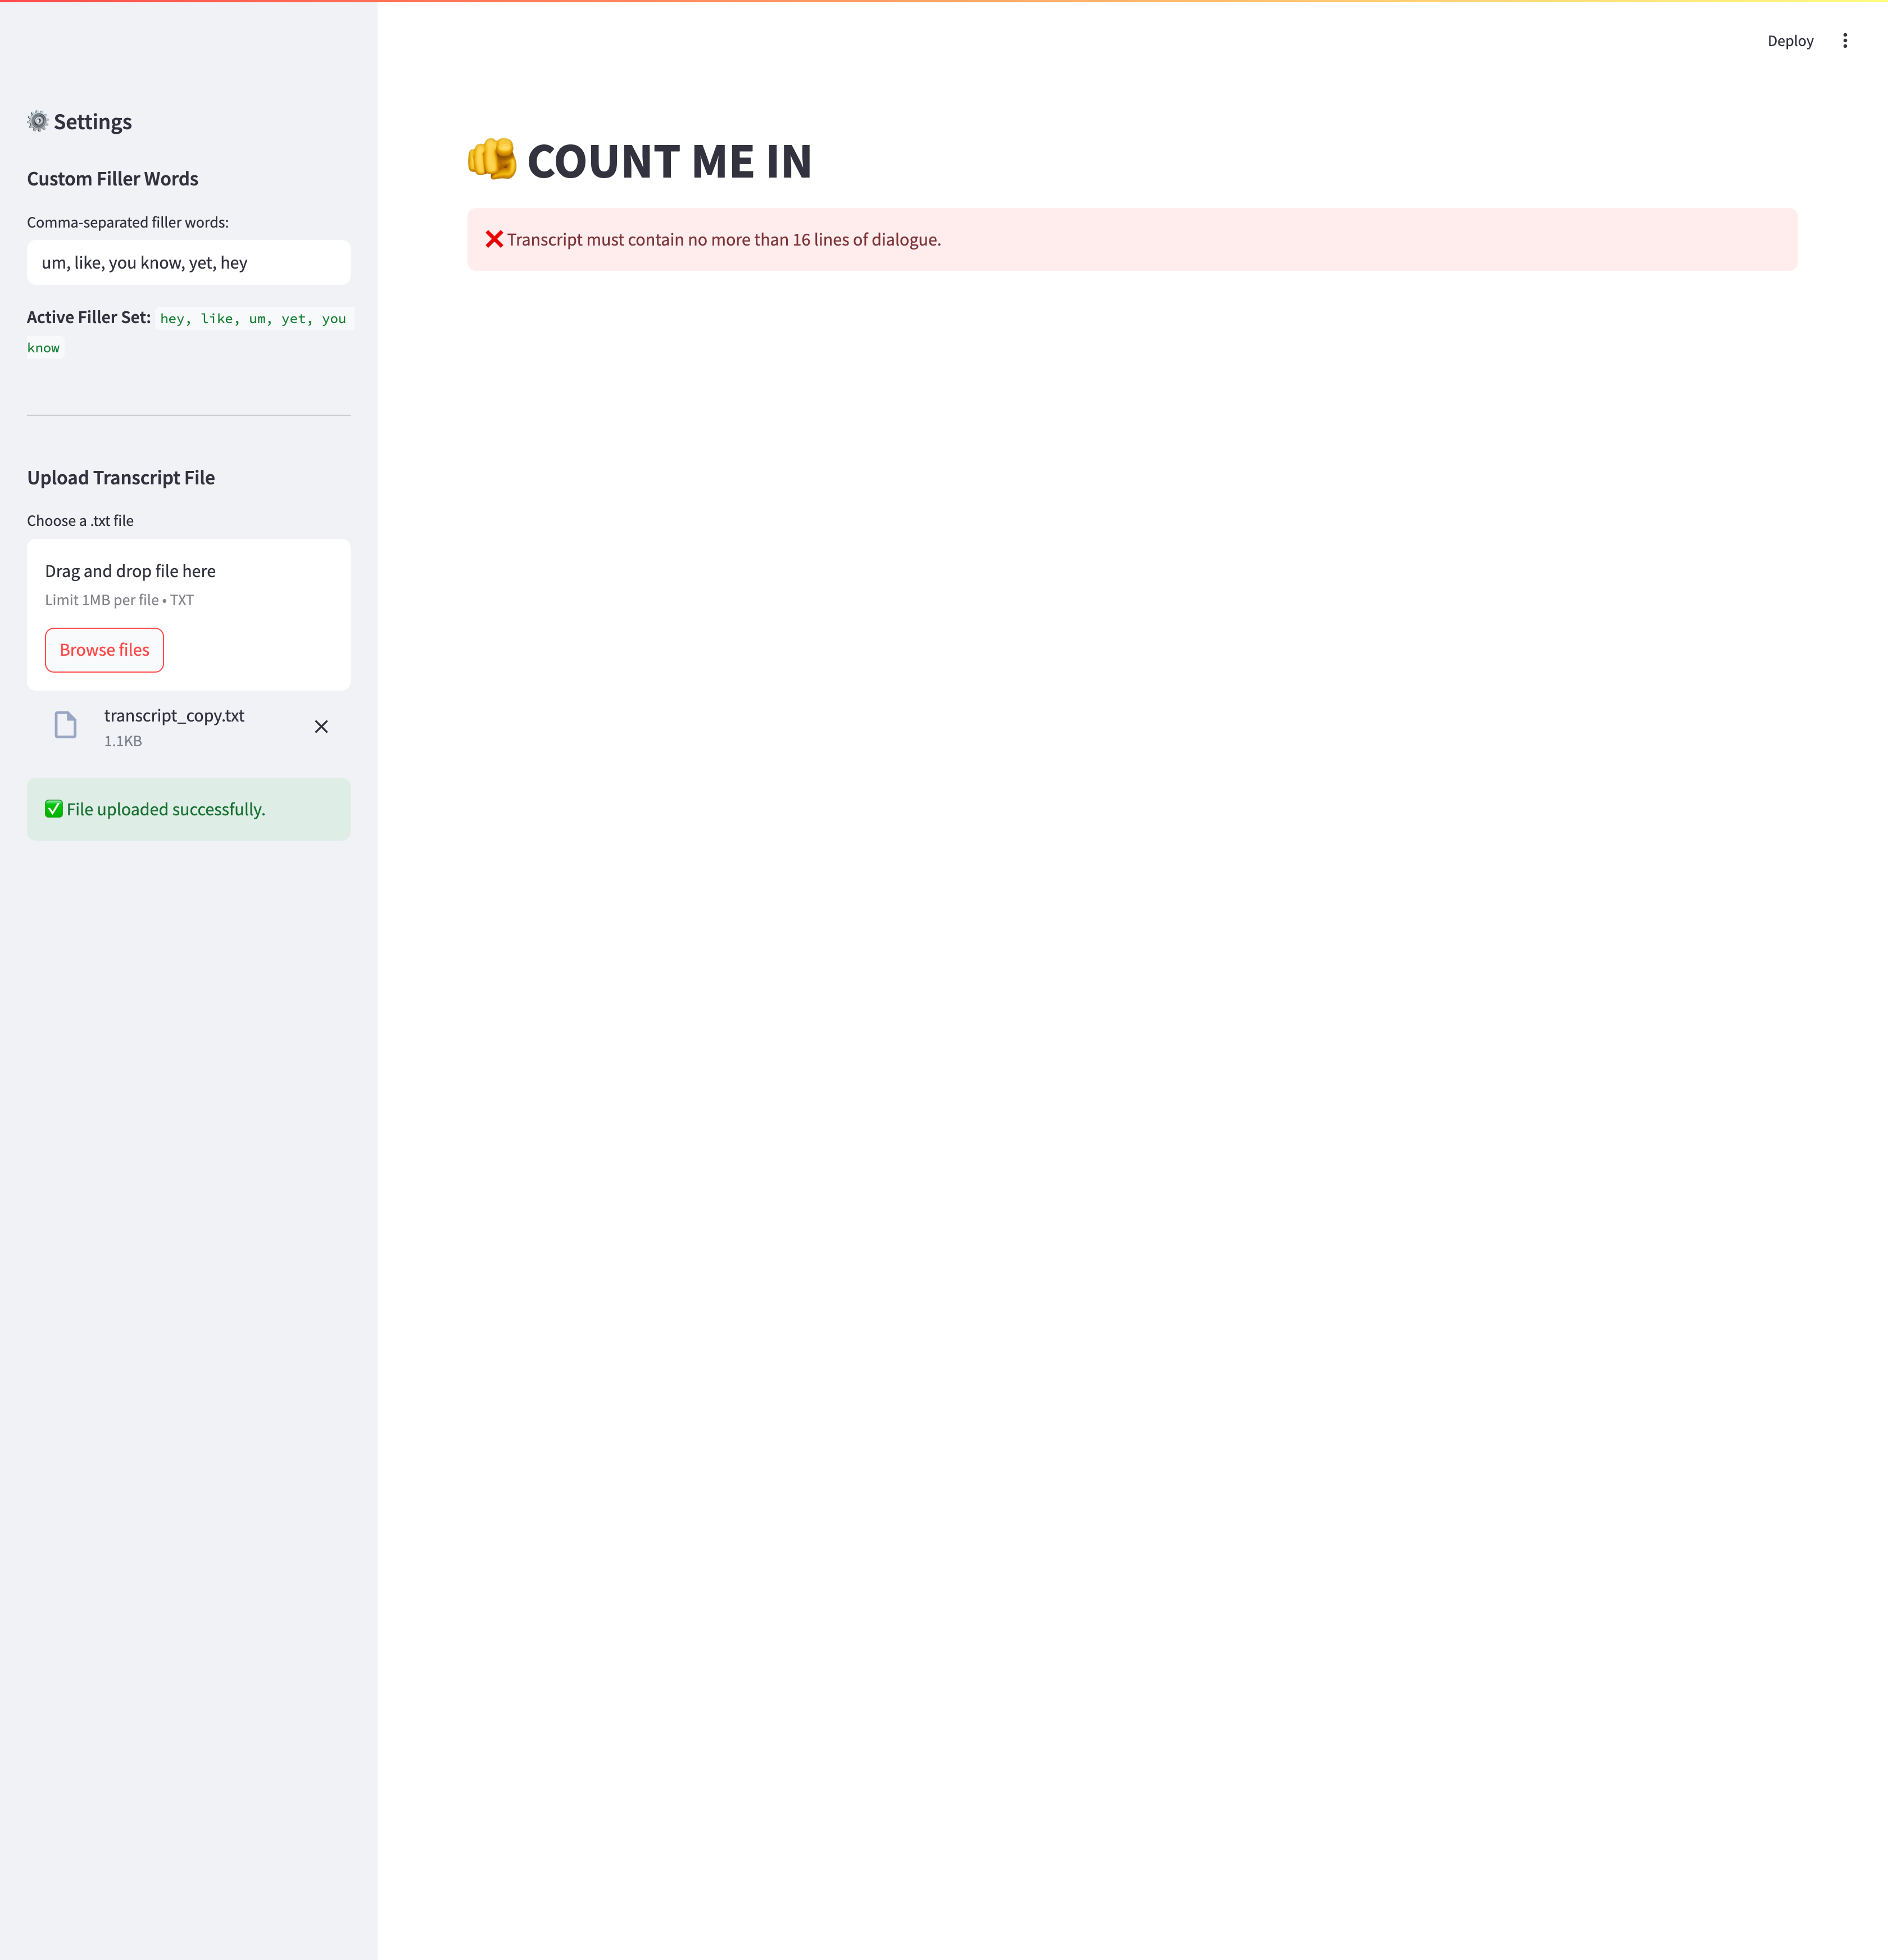 Deploy
Settings
Custom Filler Words
Comma-separated filler words:
um, like, you know, yet, hey
Active Filler Set: hey, like, um, yet, you
know
Upload Transcript File
Choose a .txt file
Drag and drop file here
Limit 1MB per file • TXT
Browse files
transcript_copy.txt
1.1KB
✅ File uploaded successfully.
COUNT ME IN
❌ Transcript must contain no more than 16 lines of dialogue.